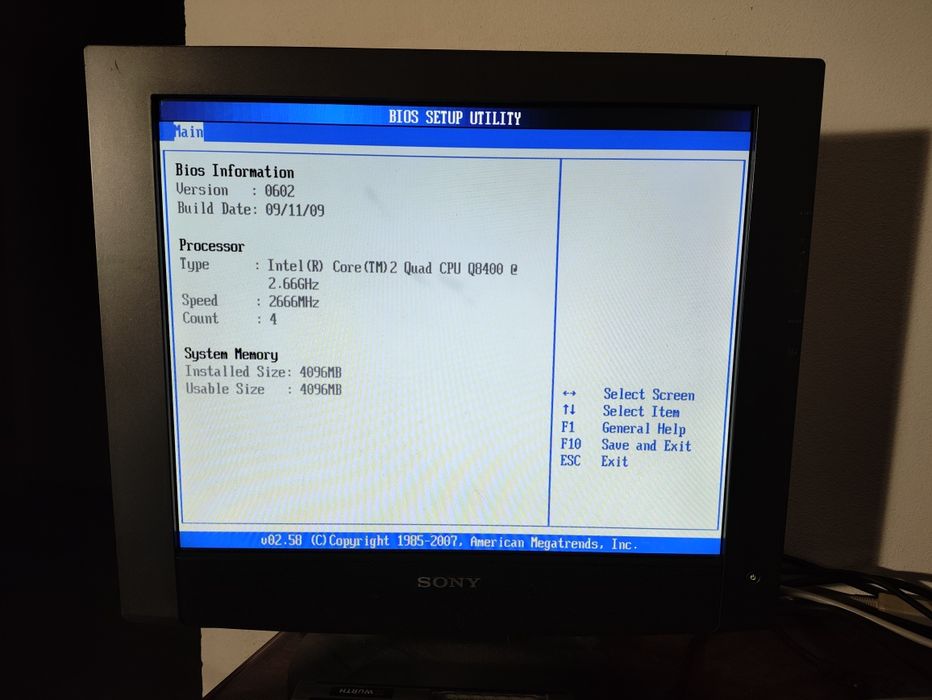 BIOS SETUP UTILITY
Main
Bios Information
Version : 0602
Build Date: 09/11/09
Processor
Type : Intel(R) Core(TM)2 Quad CPU Q8400 @
2.66GHz
Speed : 2666MHz
Count : 4
System Memory
Installed Size: 4096MB
Usable Size : 4096MB
↔ Select Screen
↑↓ Select Item
F1 General Help
F10 Save and Exit
ESC Exit
v02.58 (C)Copyright 1985-2007, American Megatrends, Inc.
SONY
WURTH